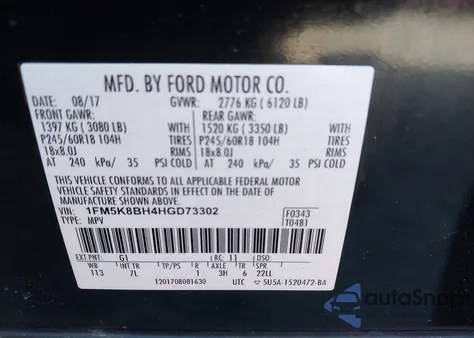 MFD. BY FORD MOTOR CO.
DATE: 08/17 GVWR: 2776 KG ( 6120 LB)
FRONT GAWR: REAR GAWR:
1397 KG ( 3080 LB) WITH 1520 KG ( 3350 LB) WITH
P245/60R18 104H TIRES P245/60R18 104H TIRES
18x8.0J RIMS 18x8.0J RIMS
AT 240 kPa/ 35 PSI COLD AT 240 kPa/ 35 PSI COLD
THIS VEHICLE CONFORMS TO ALL APPLICABLE FEDERAL MOTOR
VEHICLE SAFETY STANDARDS IN EFFECT ON THE DATE OF
MANUFACTURE SHOWN ABOVE.
VIN: 1FM5K8BH4HGD73302 F0343
TYPE: MPV T0481
EXT PNT: G1 RC: 11 DSO:
WB INT TR TP/PS R AXLE TR SPR
113 7L 1 3H 6 22LL
1201708081630 UTC 5U5A-1520472-BA
autoSnap